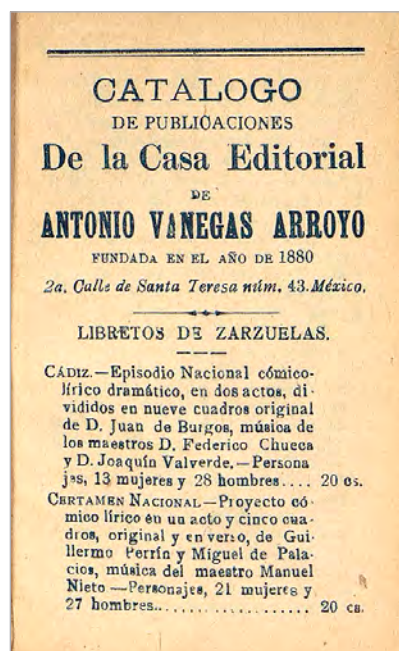 CATALOGO
DE PUBLICACIONES
De la Casa Editorial
DE
ANTONIO VANEGAS ARROYO
FUNDADA EN EL AÑO DE 1880
2a. Calle de Santa Teresa núm. 43. México.
LIBRETOS DE ZARZUELAS.
CÁDIZ.—Episodio Nacional cómico-
lírico dramático, en dos actos, di-
vididos en nueve cuadros original
de D. Juan de Burgos, música de
los maestros D. Federico Chueca
y D. Joaquín Valverde.—Persona
jes, 13 mujeres y 28 hombres.... 20 cs.
CERTAMEN NACIONAL—Proyecto có-
mico lírico en un acto y cinco cua-
dros, original y en verso, de Gui-
llermo Perrín y Miguel de Pala-
cios, música del maestro Manuel
Nieto—Personajes, 21 mujeres y
27 hombres.................... 20 cs.